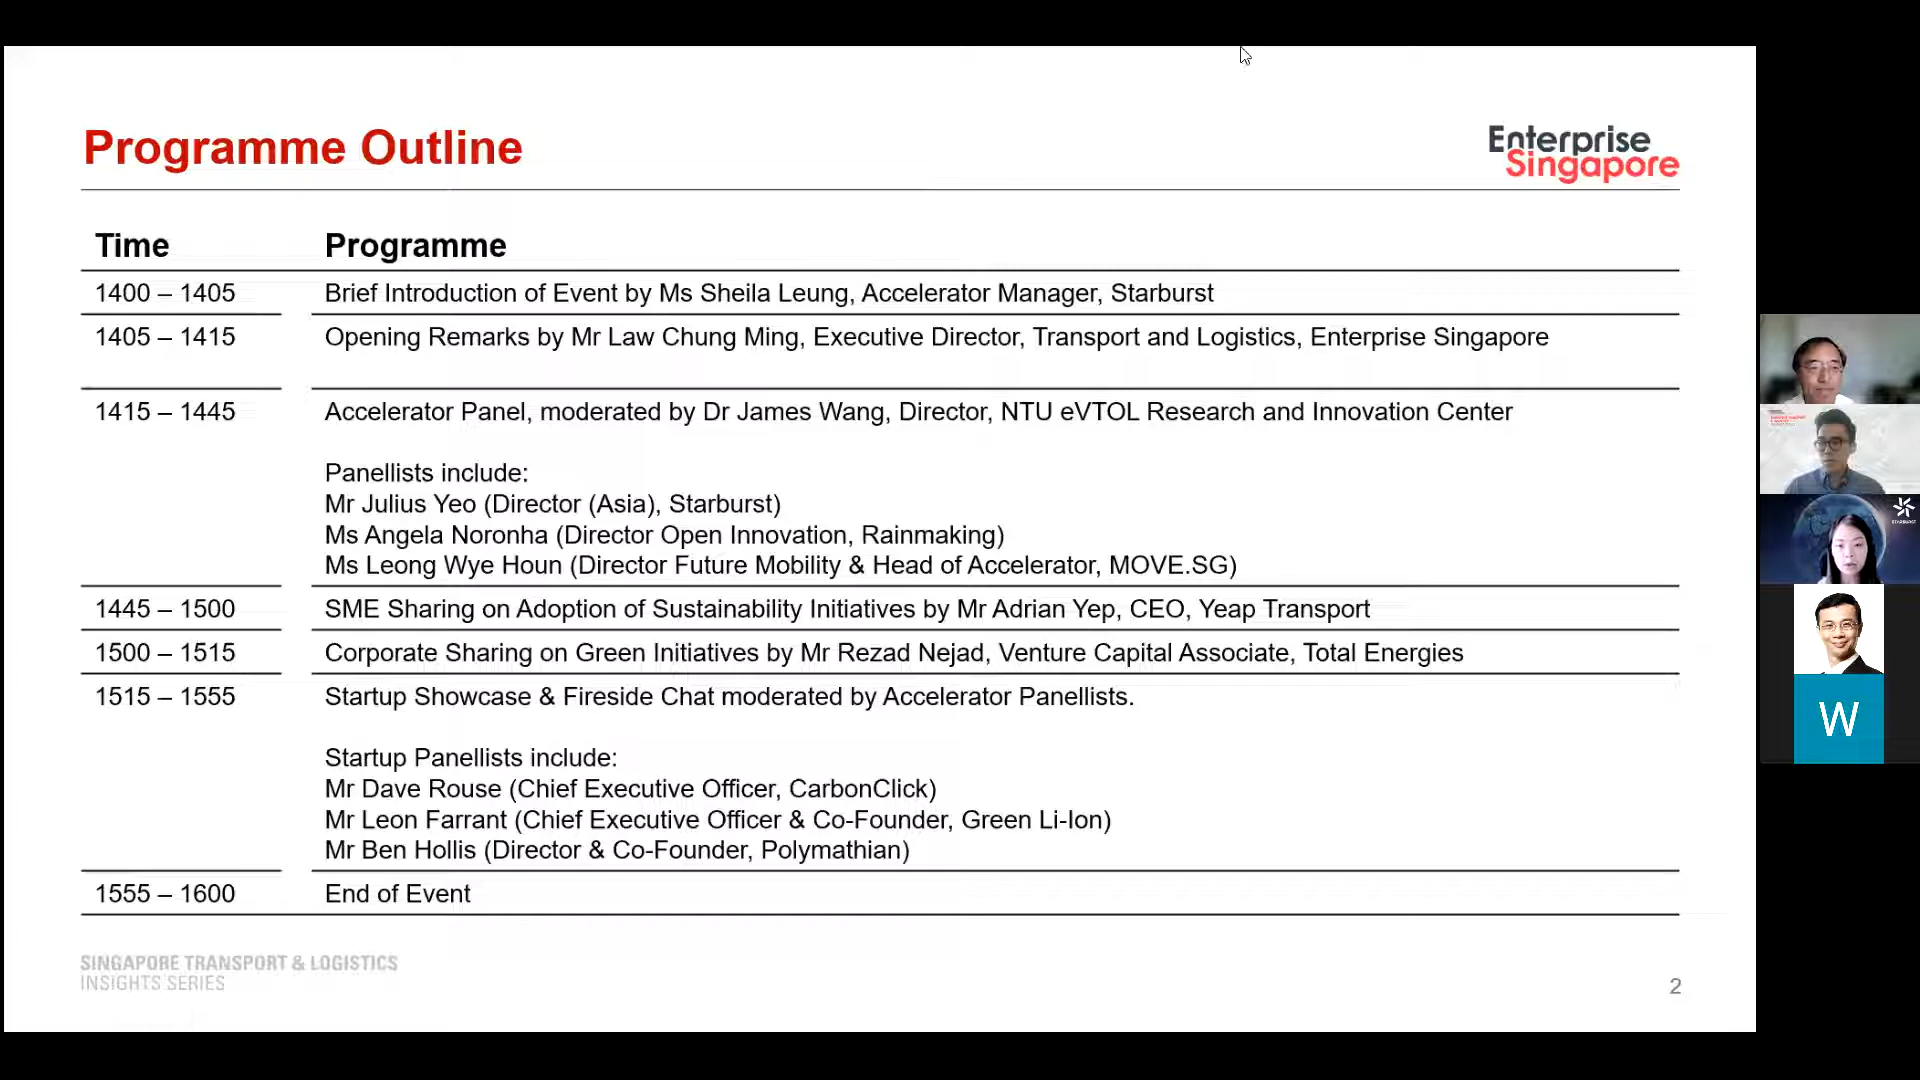 Programme Outline
Enterprise
Singapore
Time Programme
1400 – 1405 Brief Introduction of Event by Ms Sheila Leung, Accelerator Manager, Starburst
1405 – 1415 Opening Remarks by Mr Law Chung Ming, Executive Director, Transport and Logistics, Enterprise Singapore
1415 – 1445 Accelerator Panel, moderated by Dr James Wang, Director, NTU eVTOL Research and Innovation Center
Panellists include:
Mr Julius Yeo (Director (Asia), Starburst)
Ms Angela Noronha (Director Open Innovation, Rainmaking)
Ms Leong Wye Houn (Director Future Mobility & Head of Accelerator, MOVE.SG)
1445 – 1500 SME Sharing on Adoption of Sustainability Initiatives by Mr Adrian Yep, CEO, Yeap Transport
1500 – 1515 Corporate Sharing on Green Initiatives by Mr Rezad Nejad, Venture Capital Associate, Total Energies
1515 – 1555 Startup Showcase & Fireside Chat moderated by Accelerator Panellists.
Startup Panellists include:
Mr Dave Rouse (Chief Executive Officer, CarbonClick)
Mr Leon Farrant (Chief Executive Officer & Co-Founder, Green Li-Ion)
Mr Ben Hollis (Director & Co-Founder, Polymathian)
1555 – 1600 End of Event
SINGAPORE TRANSPORT & LOGISTICS
INSIGHTS SERIES
2
STARBURST
W